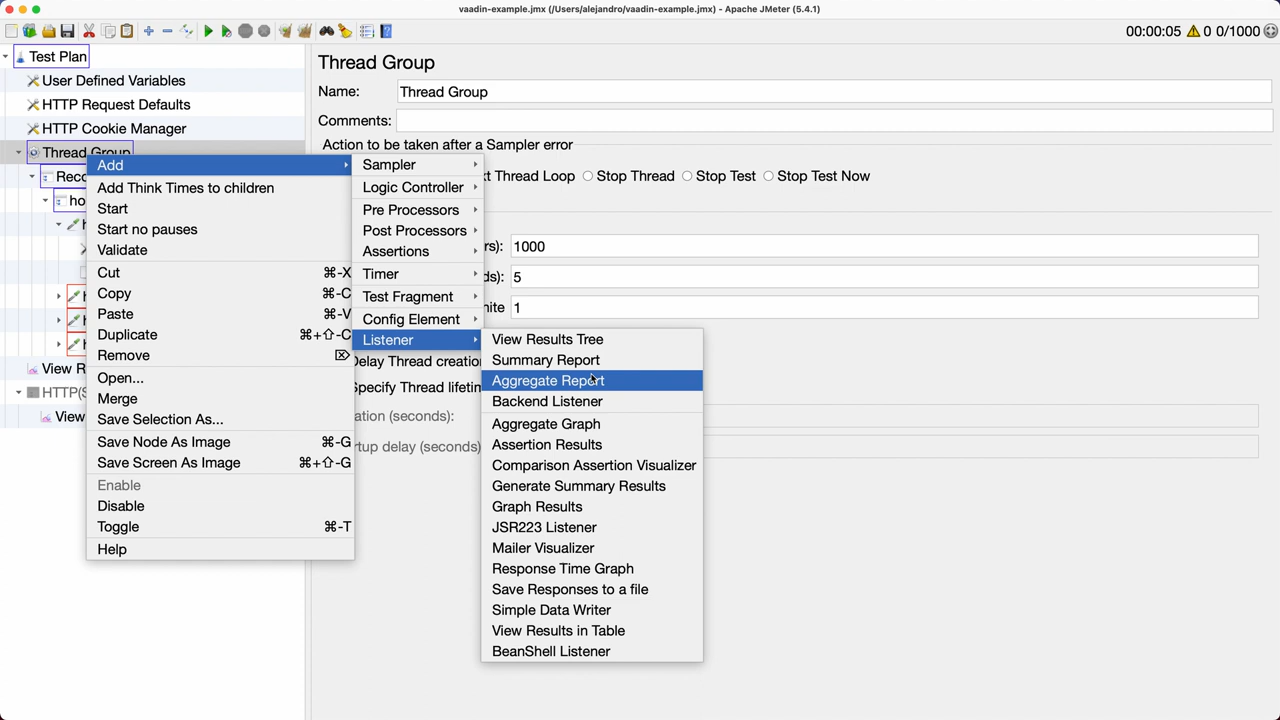 vaadin-example.jmx (/Users/alejandro/vaadin-example.jmx) - Apache JMeter (5.4.1)
00:00:05 0 0/1000
Test Plan
User Defined Variables
HTTP Request Defaults
HTTP Cookie Manager
Thread Group
Reco
ho
h
h
h
h
View R
HTTP(S
View
Thread Group
Name: Thread Group
Comments:
Action to be taken after a Sampler error
xt Thread Loop Stop Thread Stop Test Stop Test Now
rs): 1000
ds): 5
nite 1
Delay Thread creation
Specify Thread lifetim
ration (seconds):
rtup delay (seconds)
Add
Add Think Times to children
Start
Start no pauses
Validate
Cut ⌘-X
Copy ⌘-C
Paste ⌘-V
Duplicate ⌘+⇧-C
Remove ⌦
Open...
Merge
Save Selection As...
Save Node As Image ⌘-G
Save Screen As Image ⌘+⇧-G
Enable
Disable
Toggle ⌘-T
Help
Sampler
Logic Controller
Pre Processors
Post Processors
Assertions
Timer
Test Fragment
Config Element
Listener
View Results Tree
Summary Report
Aggregate Report
Backend Listener
Aggregate Graph
Assertion Results
Comparison Assertion Visualizer
Generate Summary Results
Graph Results
JSR223 Listener
Mailer Visualizer
Response Time Graph
Save Responses to a file
Simple Data Writer
View Results in Table
BeanShell Listener